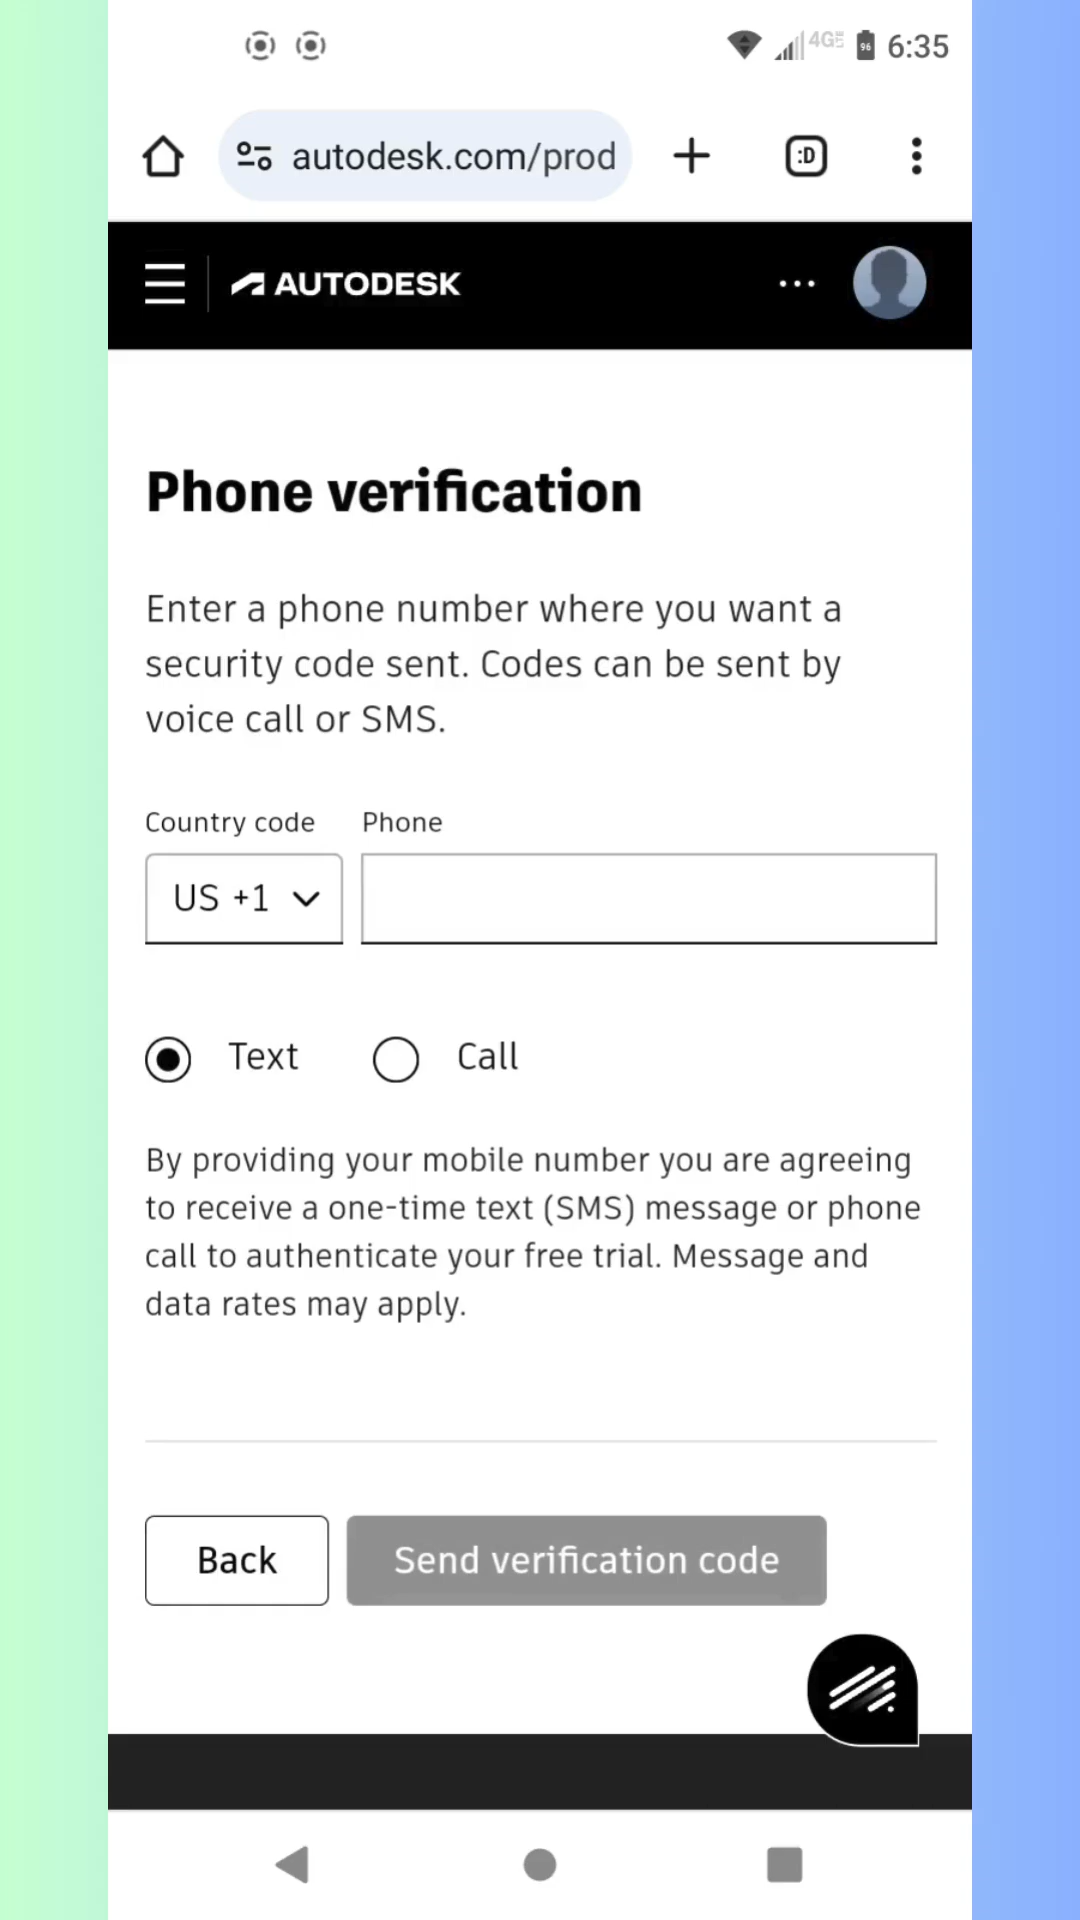 4GE 96 6:35
autodesk.com/prod :D
AUTODESK
Phone verification
Enter a phone number where you want a
security code sent. Codes can be sent by
voice call or SMS.
Country code Phone
US +1
Text Call
By providing your mobile number you are agreeing
to receive a one-time text (SMS) message or phone
call to authenticate your free trial. Message and
data rates may apply.
Back Send verification code